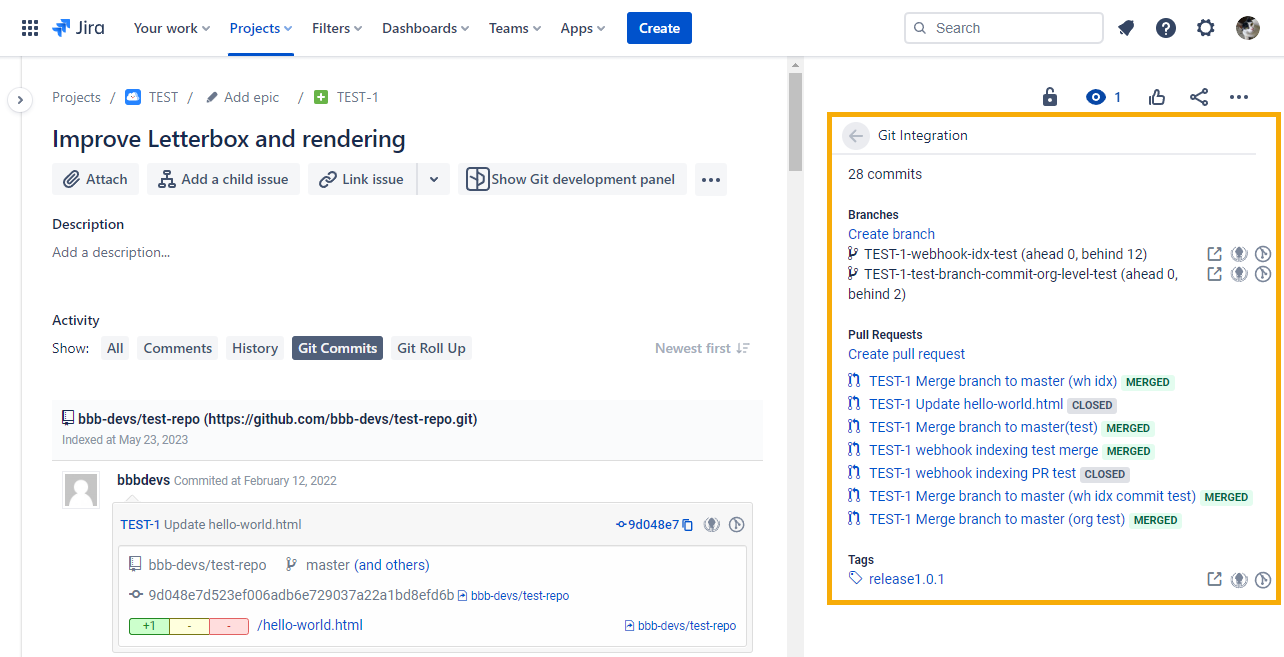 Jira Your work Projects Filters Dashboards Teams Apps Create Search
Projects / TEST / Add epic / TEST-1 1
Improve Letterbox and rendering
Attach Add a child issue Link issue Show Git development panel
Description
Add a description...
Activity
Show: All Comments History Git Commits Git Roll Up Newest first
bbb-devs/test-repo (https://github.com/bbb-devs/test-repo.git)
Indexed at May 23, 2023
bbbdevs Commited at February 12, 2022
TEST-1 Update hello-world.html 9d048e7
bbb-devs/test-repo master (and others)
9d048e7d523ef006adb6e729037a22a1bd8efd6b bbb-devs/test-repo
+1 - - /hello-world.html bbb-devs/test-repo
Git Integration
28 commits
Branches
Create branch
TEST-1-webhook-idx-test (ahead 0, behind 12)
TEST-1-test-branch-commit-org-level-test (ahead 0,
behind 2)
Pull Requests
Create pull request
TEST-1 Merge branch to master (wh idx) MERGED
TEST-1 Update hello-world.html CLOSED
TEST-1 Merge branch to master(test) MERGED
TEST-1 webhook indexing test merge MERGED
TEST-1 webhook indexing PR test CLOSED
TEST-1 Merge branch to master (wh idx commit test) MERGED
TEST-1 Merge branch to master (org test) MERGED
Tags
release1.0.1